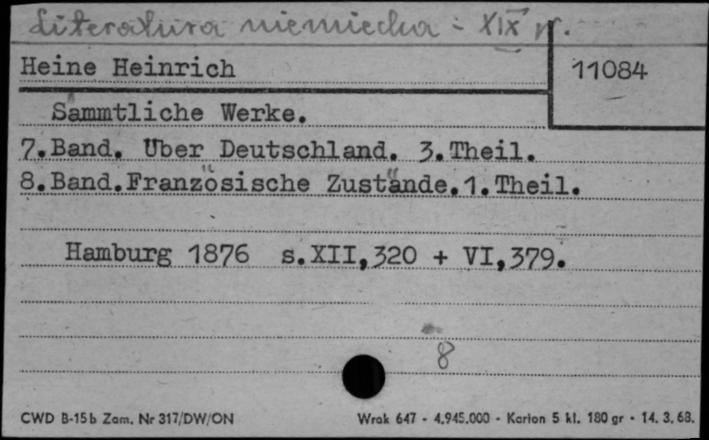 Literatura niemiecka - XIX w.
Heine Heinrich
11084
Sämmtliche Werke.
7.Band. Uber Deutschland. 3.Theil.
8.Band.Französische Zustände.1.Theil.
Hamburg 1876 s.XII,320 + VI,379.
8
CWD B-15b Zam. Nr 317/DW/ON
Wrak 647 - 4.945.000 - Karton 5 kl. 180 gr - 14. 3. 68.